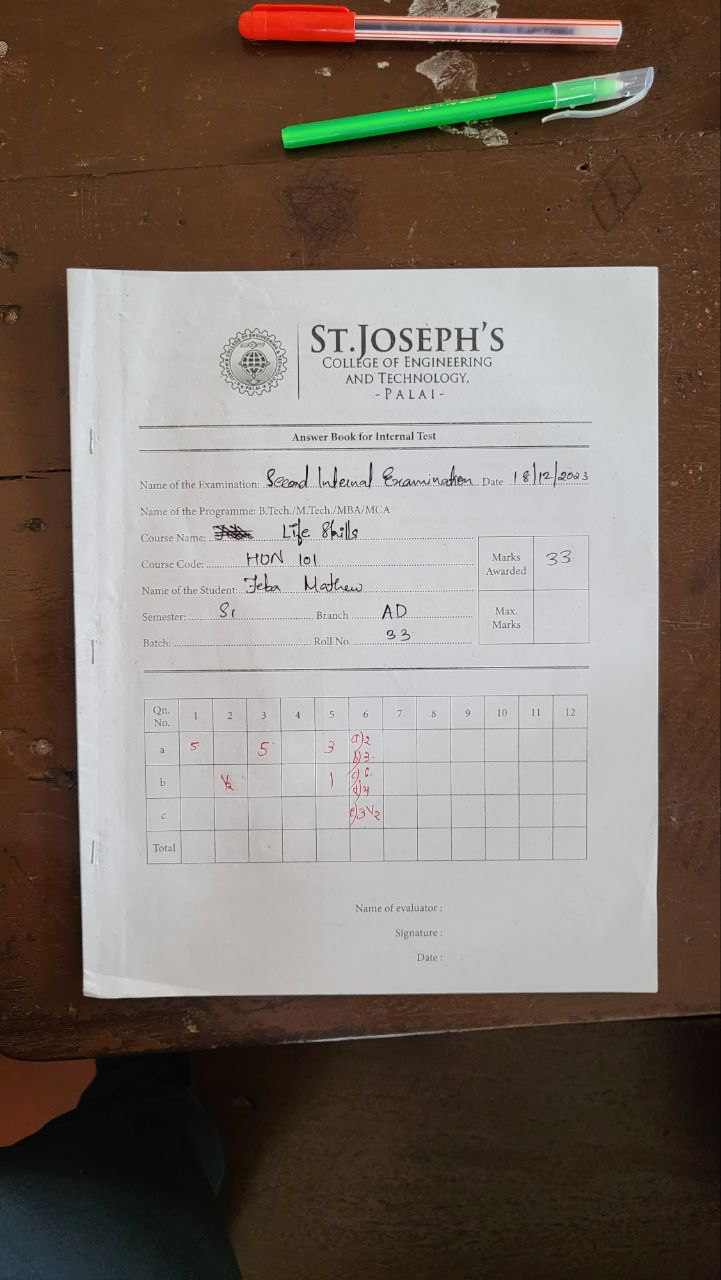 ST.JOSEPH'S
COLLEGE OF ENGINEERING
AND TECHNOLOGY,
- PALAI -
Answer Book for Internal Test
Name of the Examination: Second Internal Examination Date 18/12/2023
Name of the Programme: B.Tech./M.Tech./MBA/MCA
Course Name: Life Skills
Course Code: HUN 101
Marks Awarded 33
Name of the Student: Jeba Mathew
Semester: S1 Branch AD
Max. Marks
Batch: Roll No. 33
Qn. No. 1 2 3 4 5 6 7 8 9 10 11 12
a 5 5 3 a)2 b)3
b 1/2 1 c)6 d)4
c e)3 1/2
Total
Name of evaluator :
Signature :
Date :